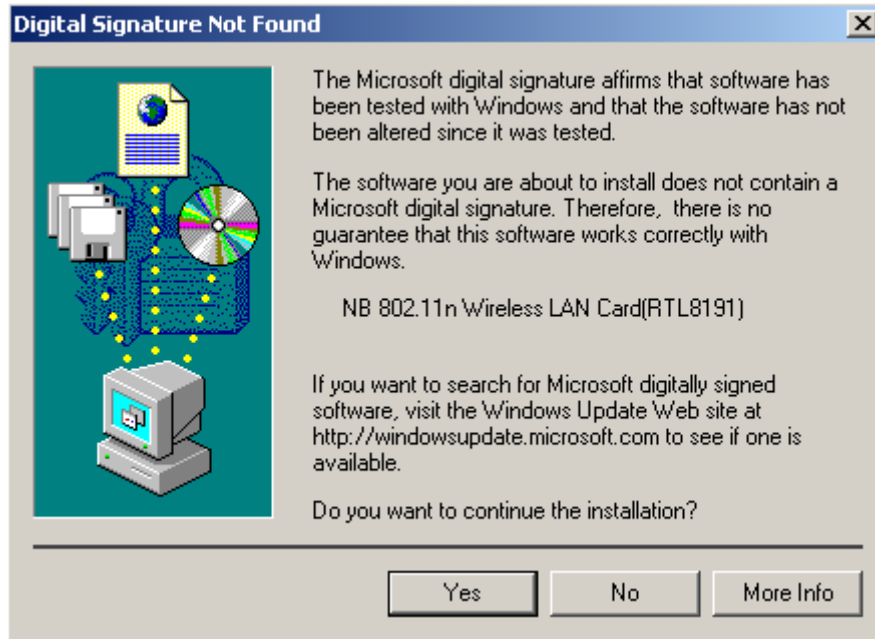 Digital Signature Not Found
The Microsoft digital signature affirms that software has
been tested with Windows and that the software has not
been altered since it was tested.
The software you are about to install does not contain a
Microsoft digital signature. Therefore,  there is no
guarantee that this software works correctly with
Windows.
NB 802.11n Wireless LAN Card(RTL8191)
If you want to search for Microsoft digitally signed
software, visit the Windows Update Web site at
http://windowsupdate.microsoft.com to see if one is
available.
Do you want to continue the installation?
Yes No More Info